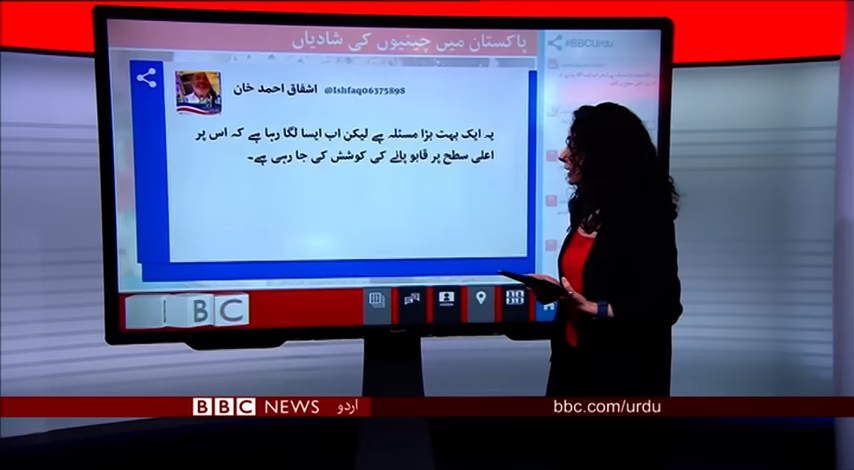 پاکستان میں چینیوں کی شادیاں
#BBCUrdu
اشفاق احمد خان @Ishfaq06375898
یہ ایک بہت بڑا مسئلہ ہے لیکن اب ایسا لگا رہا ہے کہ اس پر
اعلی سطح پر قابو پانے کی کوشش کی جا رہی ہے۔
BC
BBC NEWS اردو
bbc.com/urdu